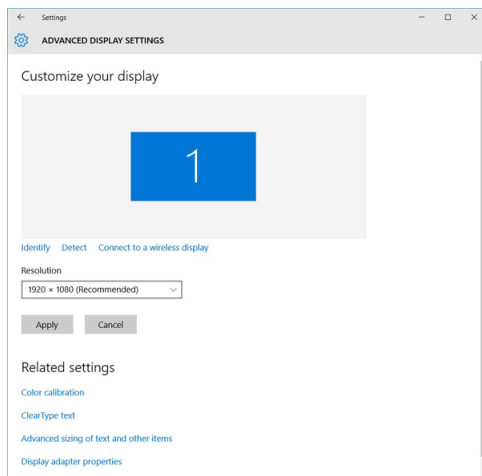 Settings
ADVANCED DISPLAY SETTINGS
Customize your display
1
Identify Detect Connect to a wireless display
Resolution
1920 × 1080 (Recommended)
Apply Cancel
Related settings
Color calibration
ClearType text
Advanced sizing of text and other items
Display adapter properties